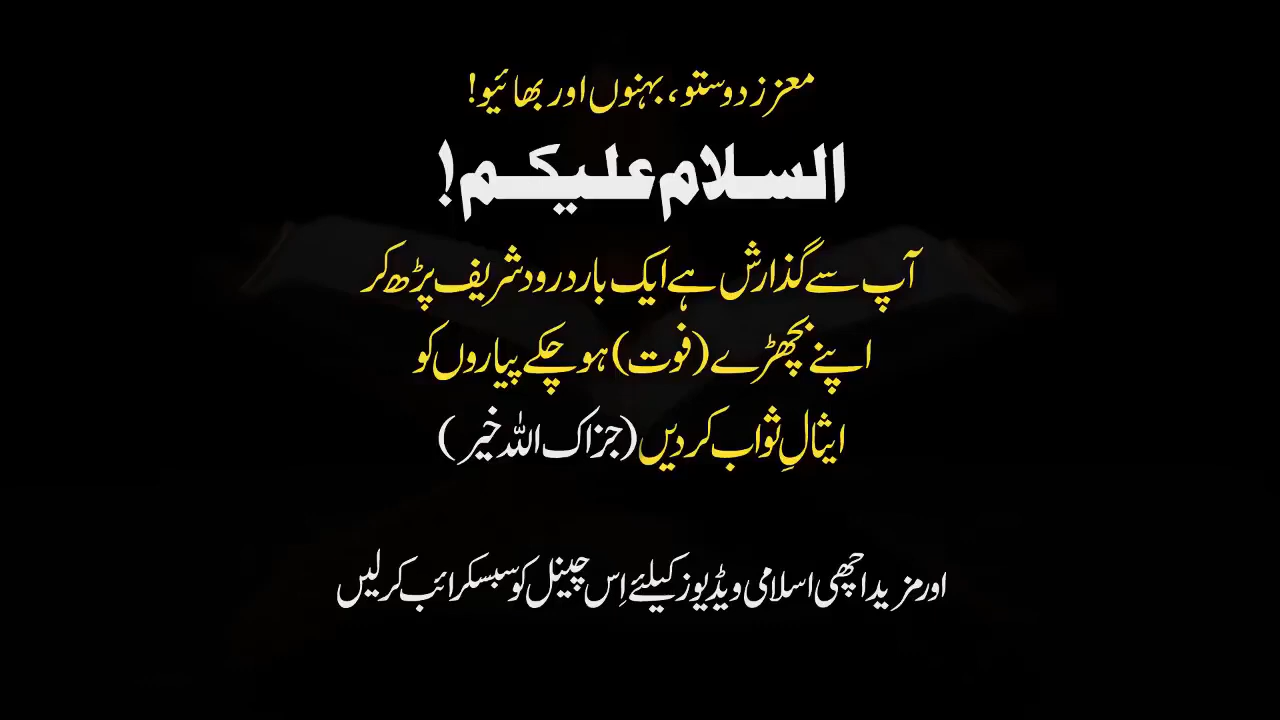 معزز دوستو، بہنوں اور بھائیو!
السلام علیکم!
آپ سے گذارش ہے ایک بار درود شریف پڑھ کر
اپنے بچھڑے (فوت) ہو چکے پیاروں کو
ایثالِ ثواب کر دیں (جزاک اللہ خیر)
اور مزید اچھی اسلامی ویڈیوز کیلئے اِس چینل کو سبسکرائب کر لیں